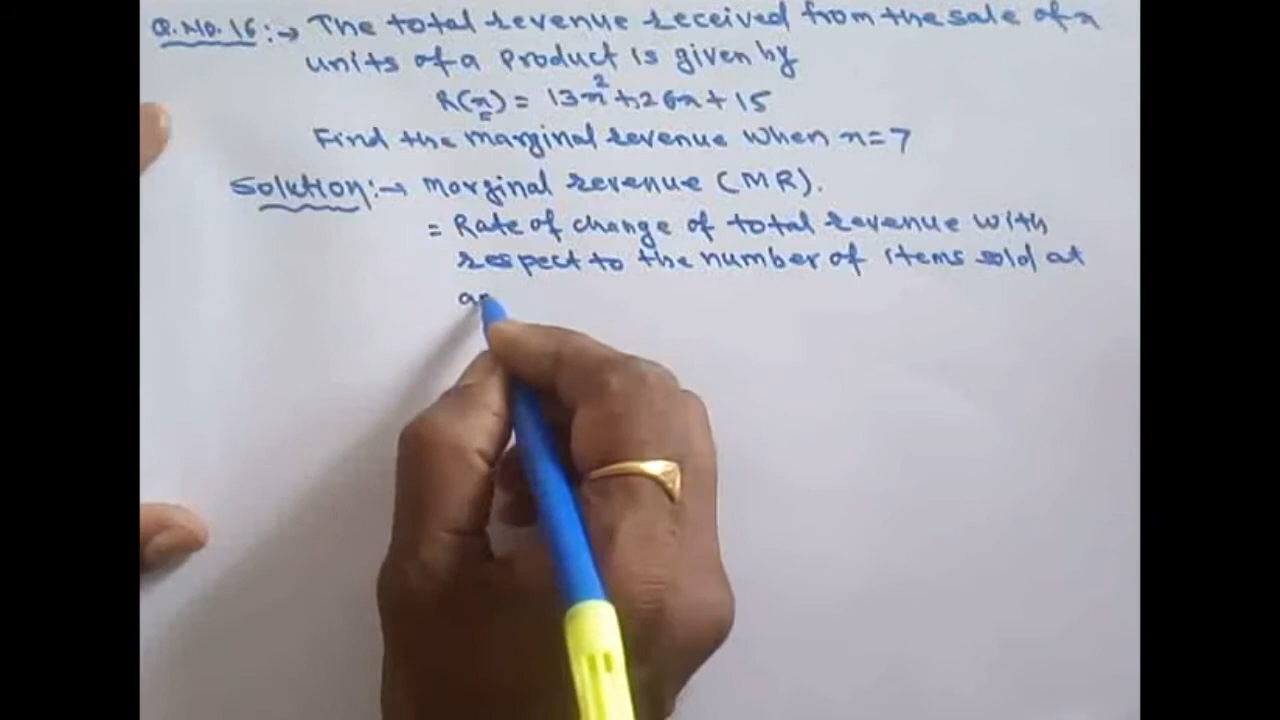 Q.No. 16:→ The total revenue received from the sale of x
units of a product is given by
R(x) = 13x² + 26x + 15
Find the marginal revenue when x = 7
Solution:→ Marginal revenue (MR).
= Rate of change of total revenue with
respect to the number of items sold at
an